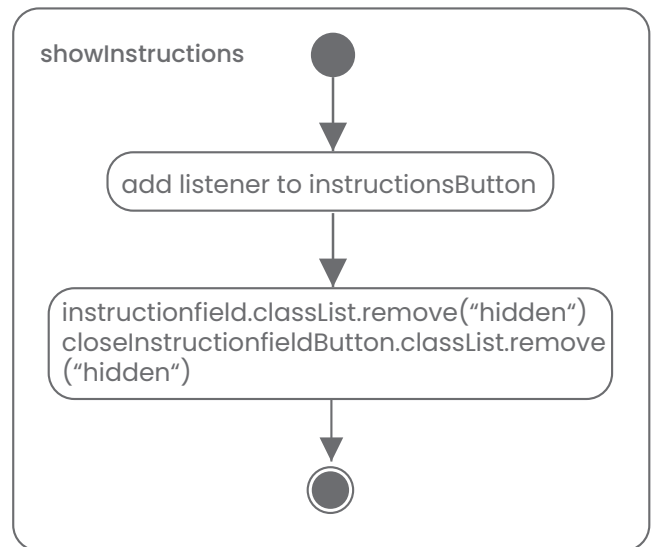 showInstructions
add listener to instructionsButton
instructionfield.classList.remove(“hidden“)
closeInstructionfieldButton.classList.remove
(“hidden“)